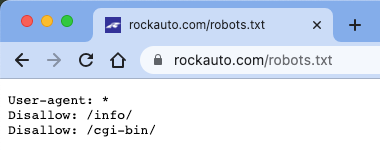 rockauto.com/robots.txt
rockauto.com/robots.txt
User-agent: *
Disallow: /info/
Disallow: /cgi-bin/